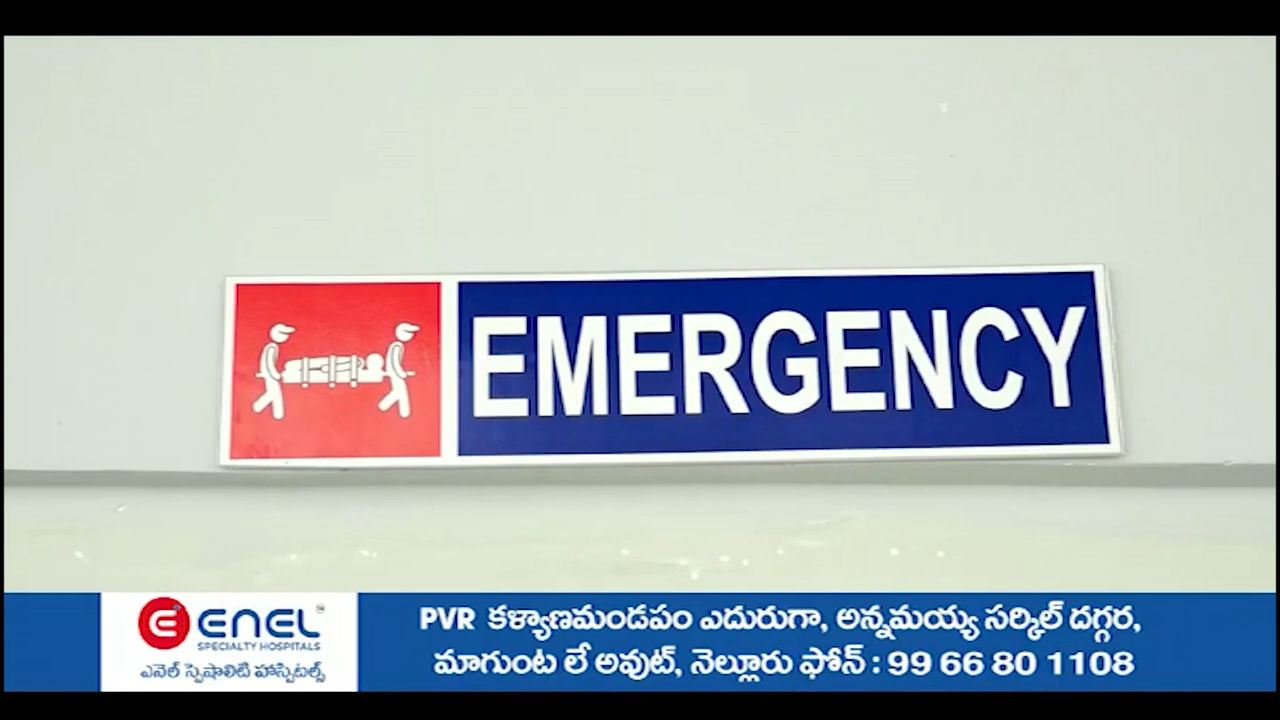 EMERGENCY
ENEL
SPECIALTY HOSPITALS
ఎనెల్ స్పెషాలిటి హాస్పిటల్స్
PVR కళ్యాణమండపం ఎదురుగా, అన్నమయ్య సర్కిల్ దగ్గర,
మాగుంట లే అవుట్, నెల్లూరు ఫోన్ : 99 66 80 1108